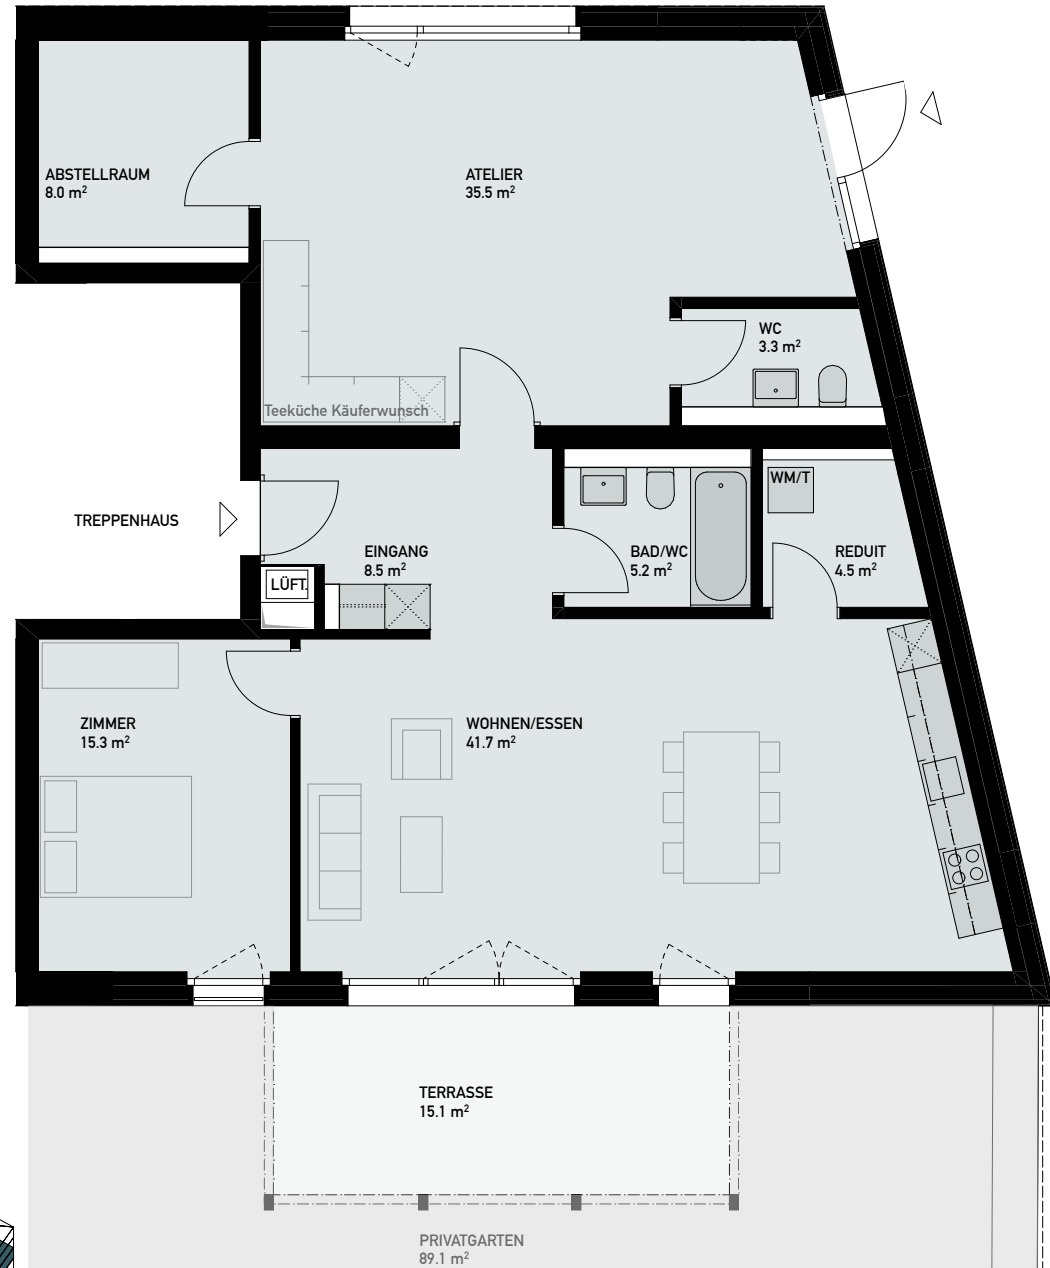 ABSTELLRAUM
8.0 m²
ATELIER
35.5 m²
WC
3.3 m²
Teeküche Käuferwunsch
WM/T
TREPPENHAUS
EINGANG
8.5 m²
BAD/WC
5.2 m²
REDUIT
4.5 m²
LÜFT.
ZIMMER
15.3 m²
WOHNEN/ESSEN
41.7 m²
TERRASSE
15.1 m²
PRIVATGARTEN
89.1 m²